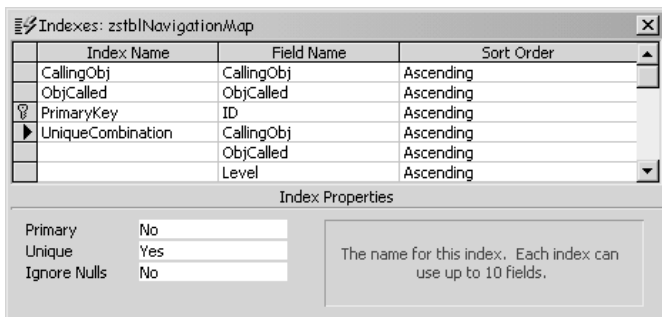 Indexes: zstblNavigationMap
Index Name Field Name Sort Order
CallingObj CallingObj Ascending
ObjCalled ObjCalled Ascending
PrimaryKey ID Ascending
UniqueCombination CallingObj Ascending
ObjCalled Ascending
Level Ascending
Index Properties
Primary No
Unique Yes
Ignore Nulls No
The name for this index. Each index can
use up to 10 fields.